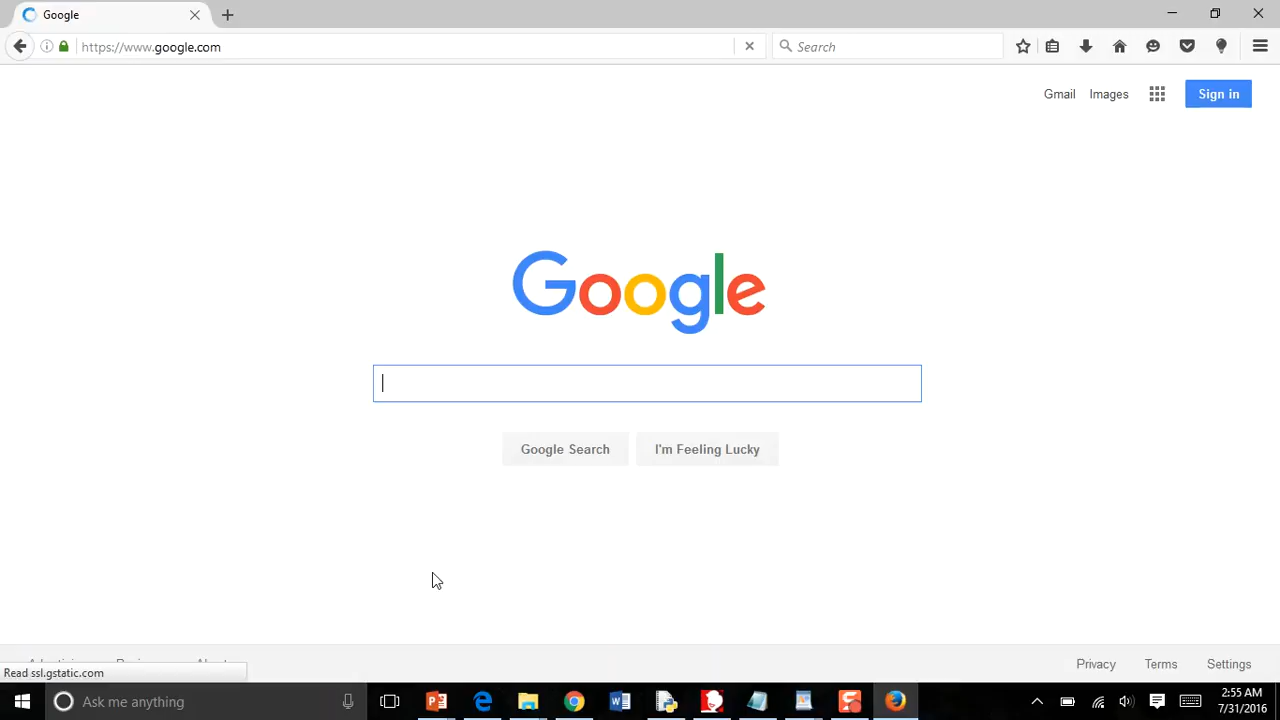 Google
https://www.google.com
Search
Gmail Images Sign in
Google
Google Search I'm Feeling Lucky
Privacy Terms Settings
Read ssl.gstatic.com
Ask me anything
2:55 AM
7/31/2016